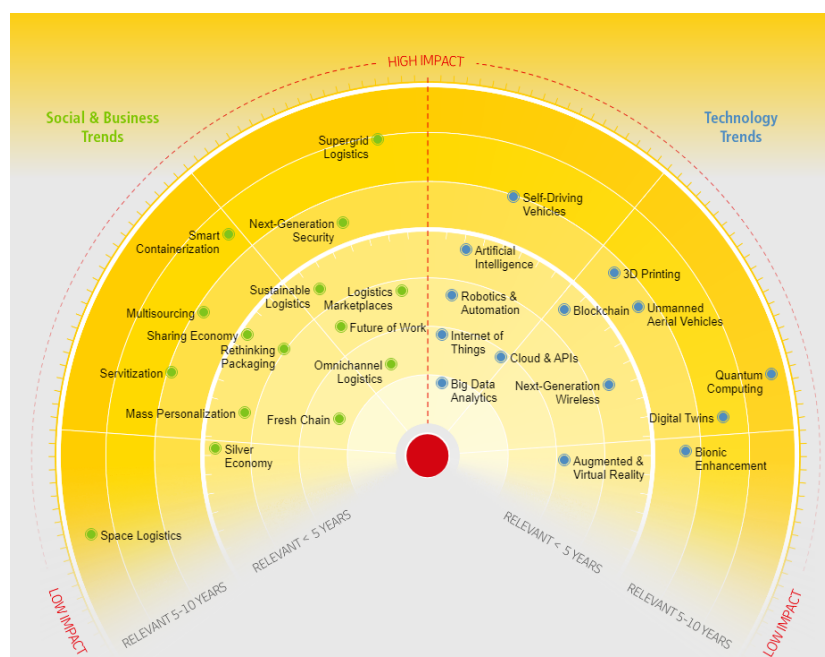 HIGH IMPACT
Social & Business
Trends
Technology
Trends
Supergrid
Logistics
Self-Driving
Vehicles
Next-Generation
Security
Smart
Containerization
Artificial
Intelligence
3D Printing
Sustainable
Logistics
Logistics
Marketplaces
Robotics &
Automation
Blockchain
Unmanned
Aerial Vehicles
Multisourcing
Sharing Economy
Future of Work
Internet of
Things
Rethinking
Packaging
Cloud & APIs
Servitization
Omnichannel
Logistics
Big Data
Analytics
Next-Generation
Wireless
Quantum
Computing
Mass Personalization
Fresh Chain
Digital Twins
Silver
Economy
Augmented &
Virtual Reality
Bionic
Enhancement
Space Logistics
RELEVANT < 5 YEARS
RELEVANT < 5 YEARS
RELEVANT 5-10 YEARS
RELEVANT 5-10 YEARS
LOW IMPACT
LOW IMPACT